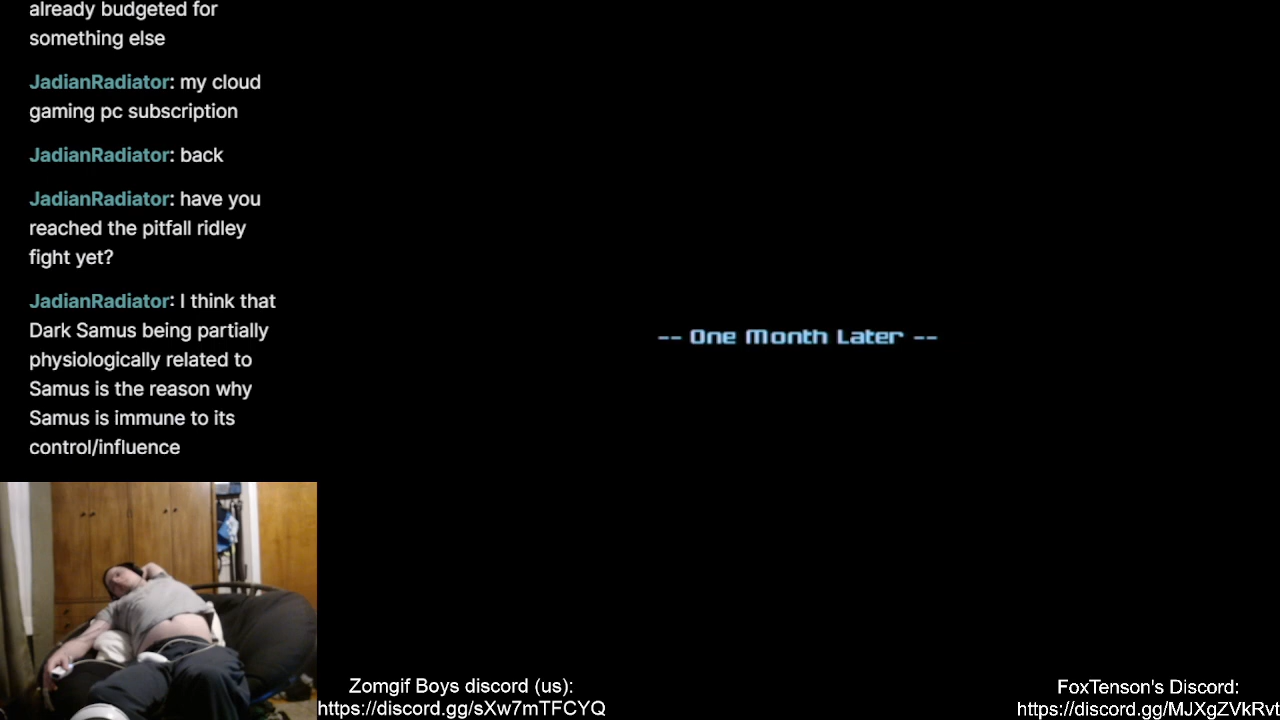 already budgeted for
something else
JadianRadiator: my cloud
gaming pc subscription
JadianRadiator: back
JadianRadiator: have you
reached the pitfall ridley
fight yet?
JadianRadiator: I think that
Dark Samus being partially
physiologically related to
Samus is the reason why
Samus is immune to its
control/influence
-- One Month Later --
Zomgif Boys discord (us):
https://discord.gg/sXw7mTFCYQ
FoxTenson's Discord:
https://discord.gg/MJXgZVkRvt